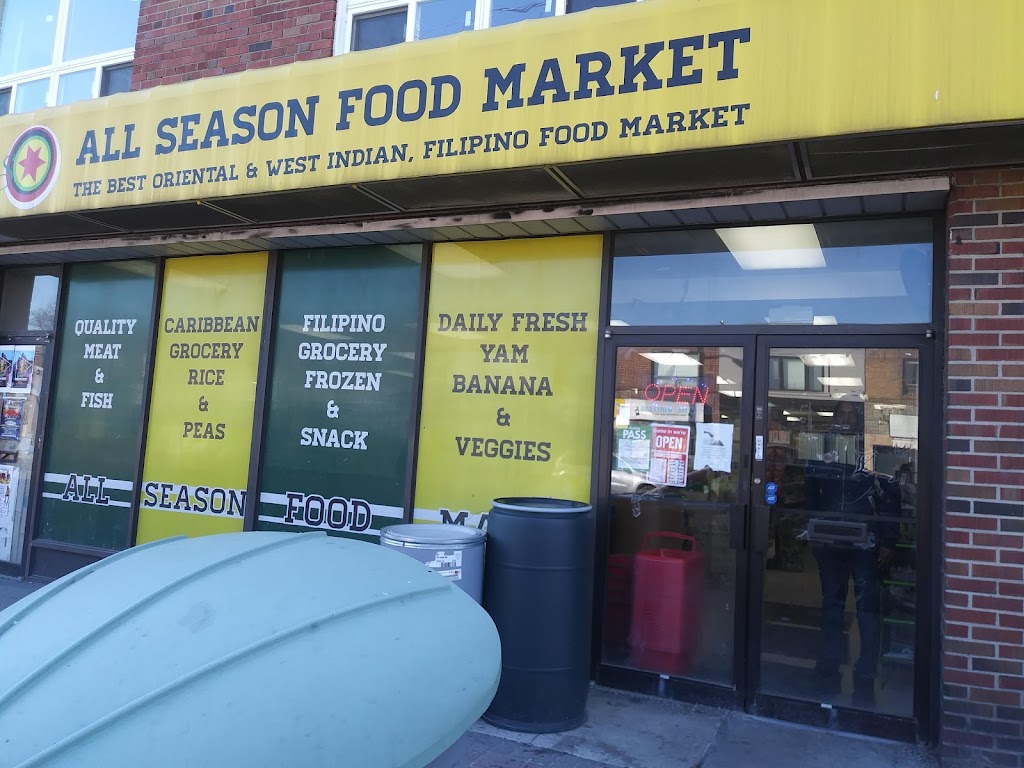 ALL SEASON FOOD MARKET
THE BEST ORIENTAL & WEST INDIAN, FILIPINO FOOD MARKET
QUALITY
MEAT
&
FISH
CARIBBEAN
GROCERY
RICE
&
PEAS
FILIPINO
GROCERY
FROZEN
&
SNACK
DAILY FRESH
YAM
BANANA
&
VEGGIES
ALL SEASON FOOD
OPEN
PASS
OPEN